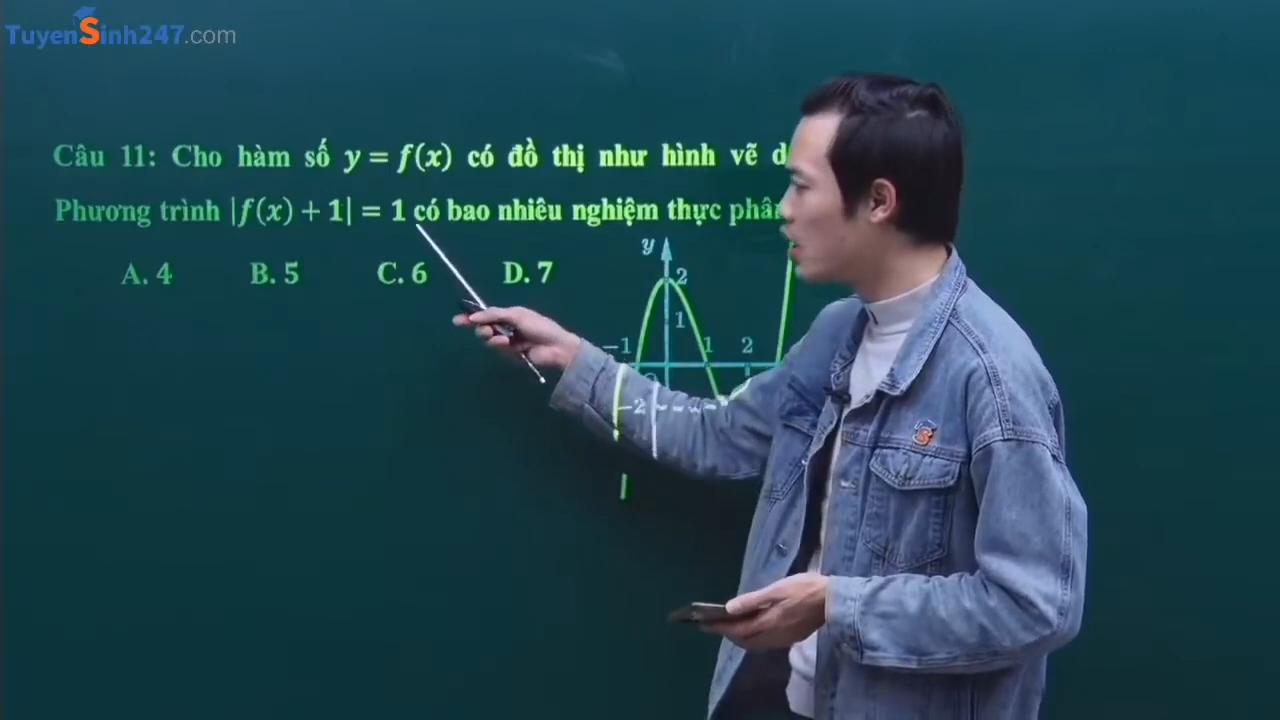 TuyenSinh247.com
Câu 11: Cho hàm số y = f(x) có đồ thị như hình vẽ
Phương trình |f(x) + 1| = 1 có bao nhiêu nghiệm thực
A. 4 B. 5 C. 6 D. 7
y
2
1
−1 1 2
−2